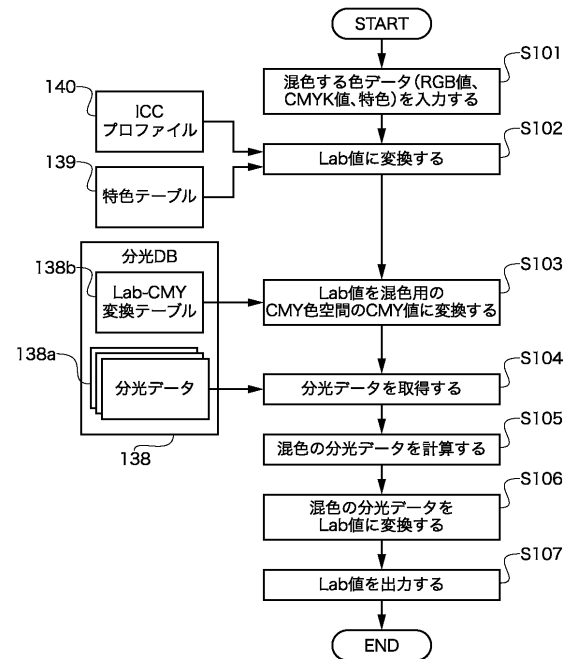 START
S101
混色する色データ(RGB値、
CMYK値、特色)を入力する
140
ICC
プロファイル
S102
Lab値に変換する
139
特色テーブル
分光DB
138b
Lab-CMY
変換テーブル
S103
Lab値を混色用の
CMY色空間のCMY値に変換する
138a
分光データ
S104
分光データを取得する
138
S105
混色の分光データを計算する
S106
混色の分光データを
Lab値に変換する
S107
Lab値を出力する
END